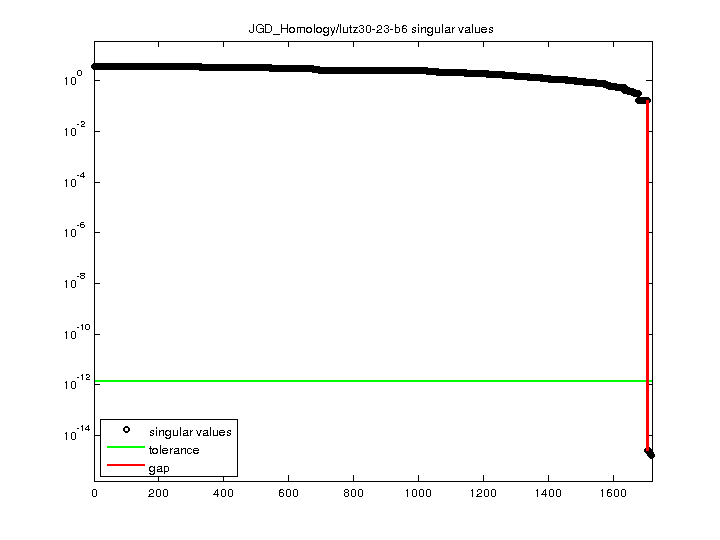 JGD_Homology/lutz30-23-b6 singular values
10^0
10^-2
10^-4
10^-6
10^-8
10^-10
10^-12
10^-14
singular values
tolerance
gap
0 200 400 600 800 1000 1200 1400 1600